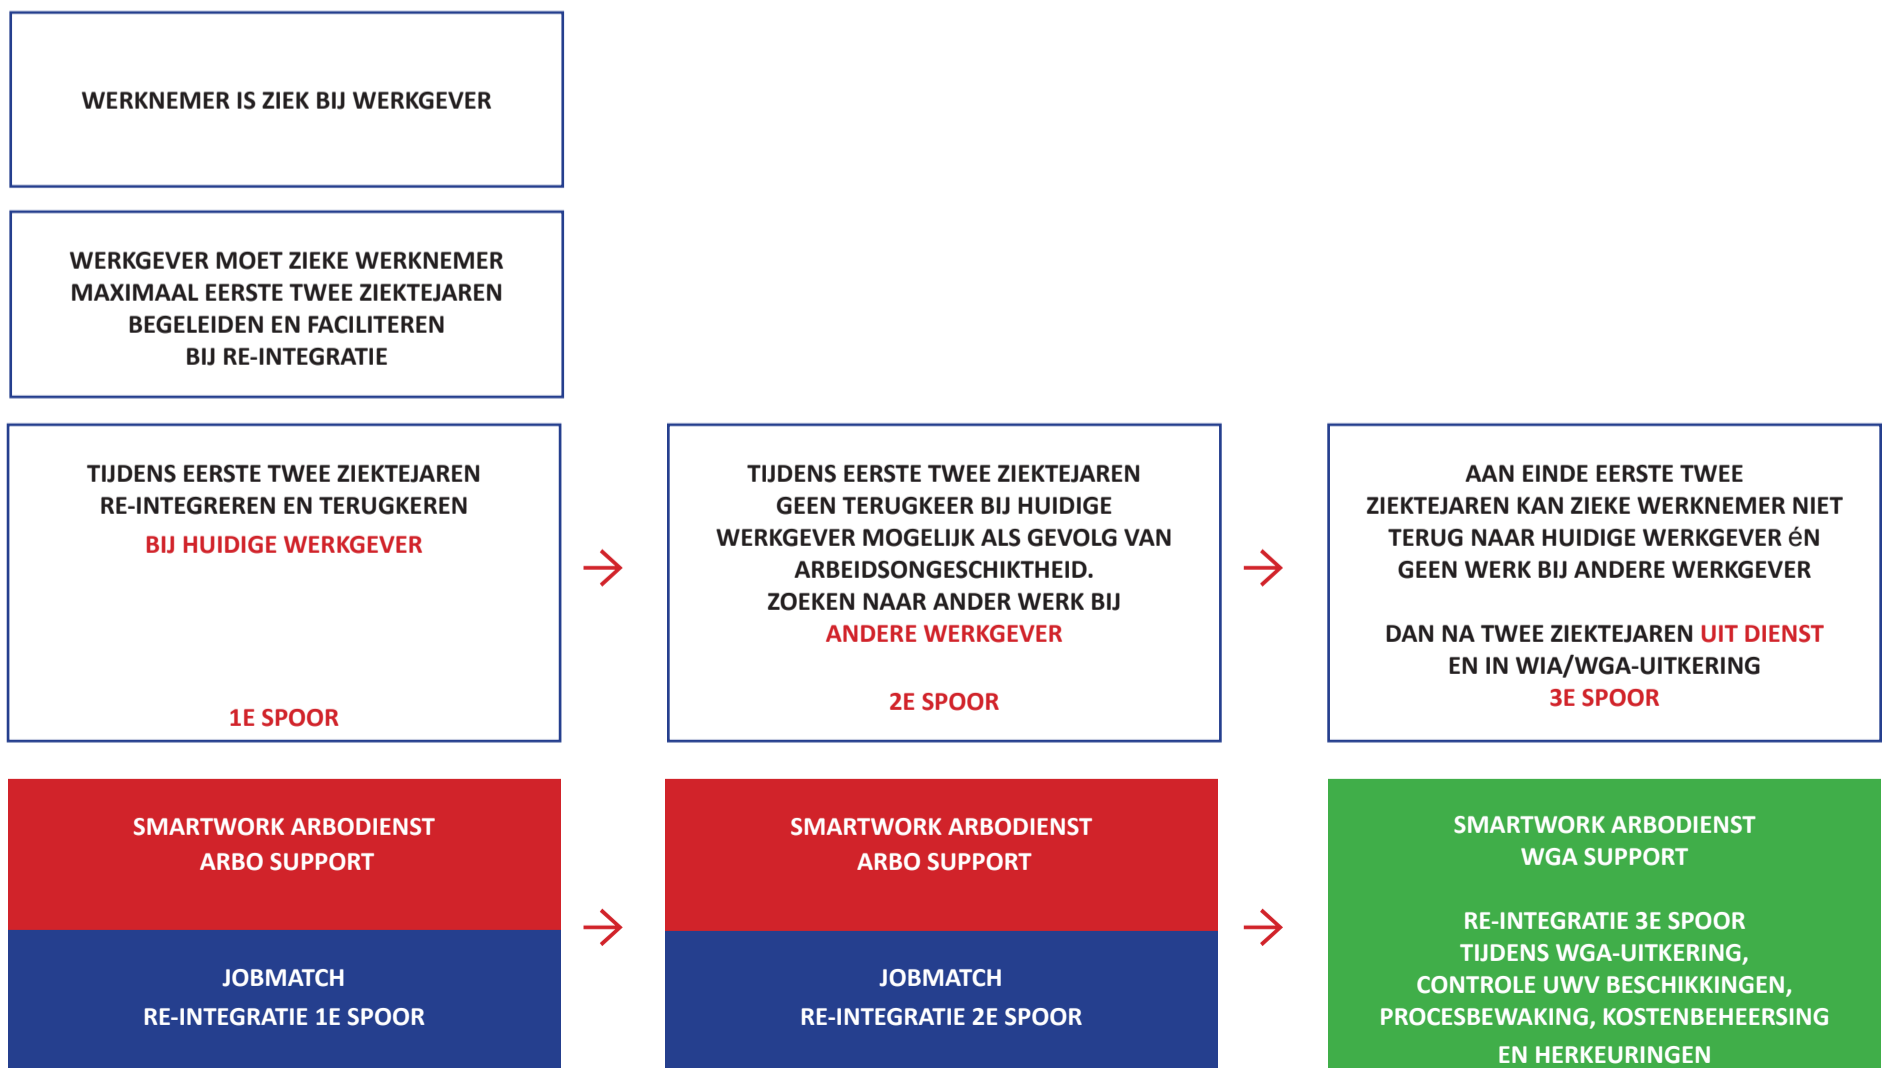 WERKNEMER IS ZIEK BIJ WERKGEVER
WERKGEVER MOET ZIEKE WERKNEMER
MAXIMAAL EERSTE TWEE ZIEKTEJAREN
BEGELEIDEN EN FACILITEREN
BIJ RE-INTEGRATIE
TIJDENS EERSTE TWEE ZIEKTEJAREN
RE-INTEGREREN EN TERUGKEREN
BIJ HUIDIGE WERKGEVER
1E SPOOR
TIJDENS EERSTE TWEE ZIEKTEJAREN
GEEN TERUGKEER BIJ HUIDIGE
WERKGEVER MOGELIJK ALS GEVOLG VAN
ARBEIDSONGESCHIKTHEID.
ZOEKEN NAAR ANDER WERK BIJ
ANDERE WERKGEVER
2E SPOOR
AAN EINDE EERSTE TWEE
ZIEKTEJAREN KAN ZIEKE WERKNEMER NIET
TERUG NAAR HUIDIGE WERKGEVER éN
GEEN WERK BIJ ANDERE WERKGEVER
DAN NA TWEE ZIEKTEJAREN UIT DIENST
EN IN WIA/WGA-UITKERING
3E SPOOR
SMARTWORK ARBODIENST
ARBO SUPPORT
JOBMATCH
RE-INTEGRATIE 1E SPOOR
SMARTWORK ARBODIENST
ARBO SUPPORT
JOBMATCH
RE-INTEGRATIE 2E SPOOR
SMARTWORK ARBODIENST
WGA SUPPORT
RE-INTEGRATIE 3E SPOOR
TIJDENS WGA-UITKERING,
CONTROLE UWV BESCHIKKINGEN,
PROCESBEWAKING, KOSTENBEHEERSING
EN HERKEURINGEN